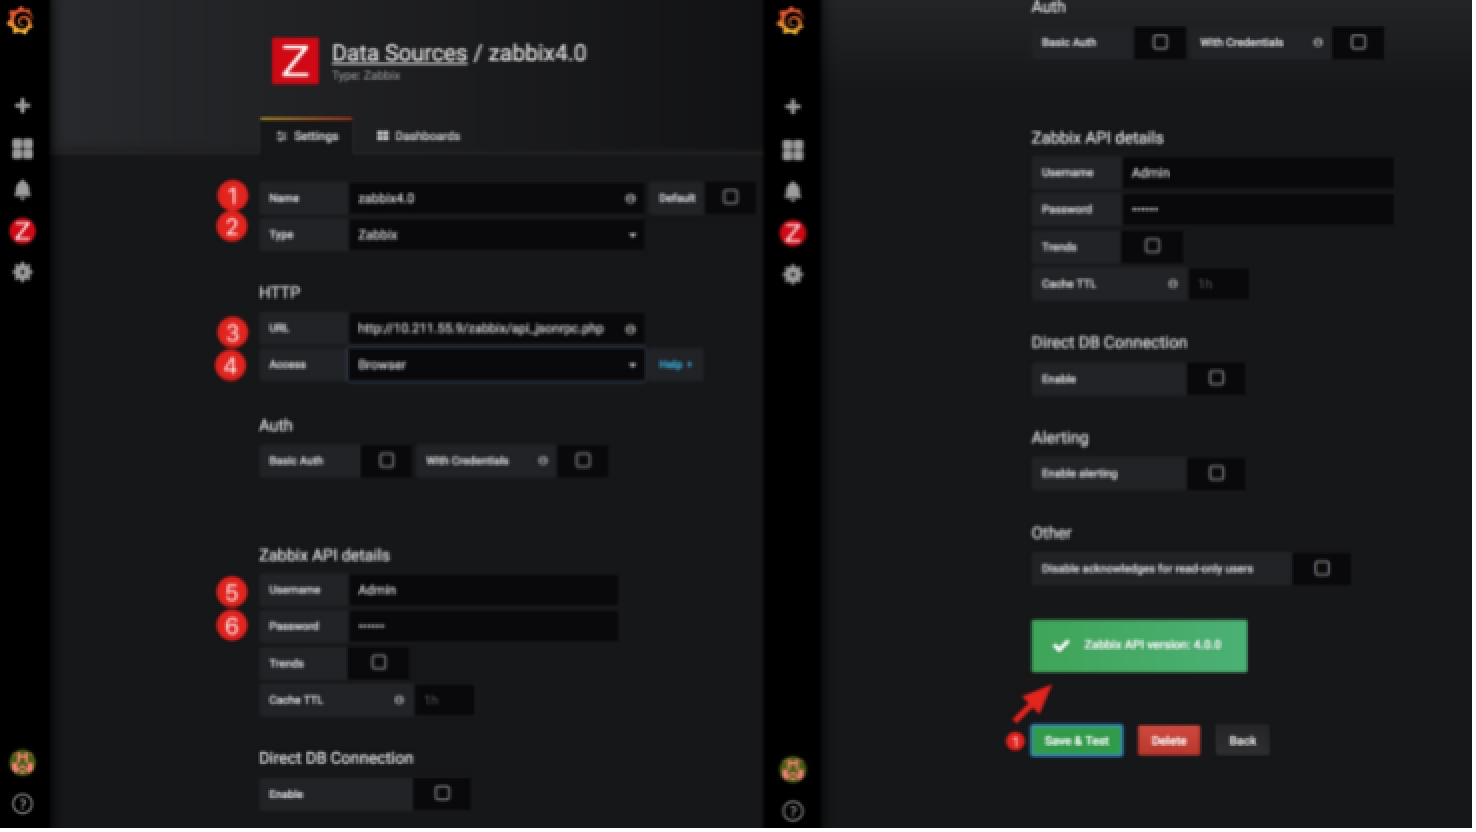 Z
Data Sources / zabbix4.0
Type: Zabbix
Settings
Dashboards
1
Name
zabbix4.0
Default
2
Type
Zabbix
HTTP
3
URL
http://10.211.55.9/zabbix/api_jsonrpc.php
4
Access
Browser
Help
Auth
Basic Auth
With Credentials
Zabbix API details
5
Username
Admin
6
Password
••••••
Trends
Cache TTL
1h
Direct DB Connection
Enable
Z
?
Auth
Basic Auth
With Credentials
Zabbix API details
Username
Admin
Password
••••••
Trends
Cache TTL
1h
Direct DB Connection
Enable
Alerting
Enable alerting
Other
Disable acknowledges for read-only users
Zabbix API version: 4.0.0
1
Save & Test
Delete
Back
Z
?